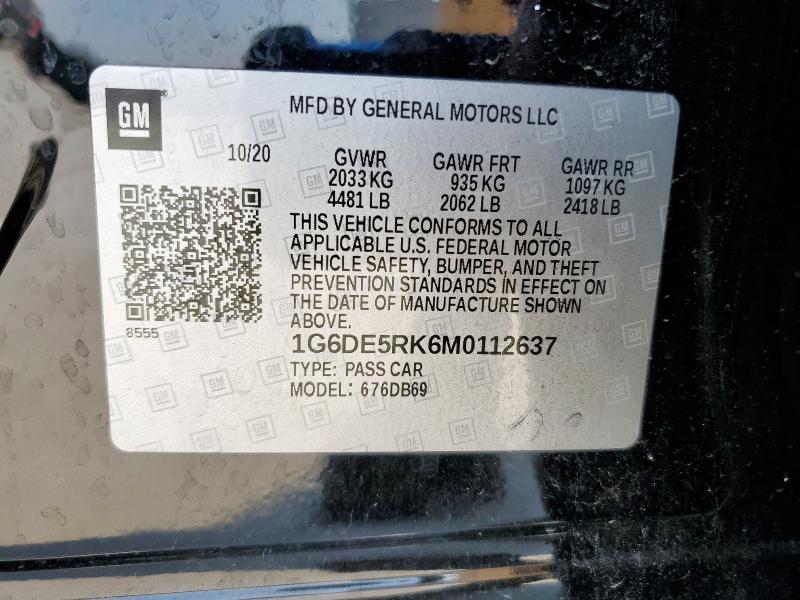 GM
MFD BY GENERAL MOTORS LLC
10/20
GVWR GAWR FRT GAWR RR
2033 KG 935 KG 1097 KG
4481 LB 2062 LB 2418 LB
THIS VEHICLE CONFORMS TO ALL
APPLICABLE U.S. FEDERAL MOTOR
VEHICLE SAFETY, BUMPER, AND THEFT
PREVENTION STANDARDS IN EFFECT ON
THE DATE OF MANUFACTURE SHOWN
ABOVE.
8555
1G6DE5RK6M0112637
TYPE: PASS CAR
MODEL: 676DB69